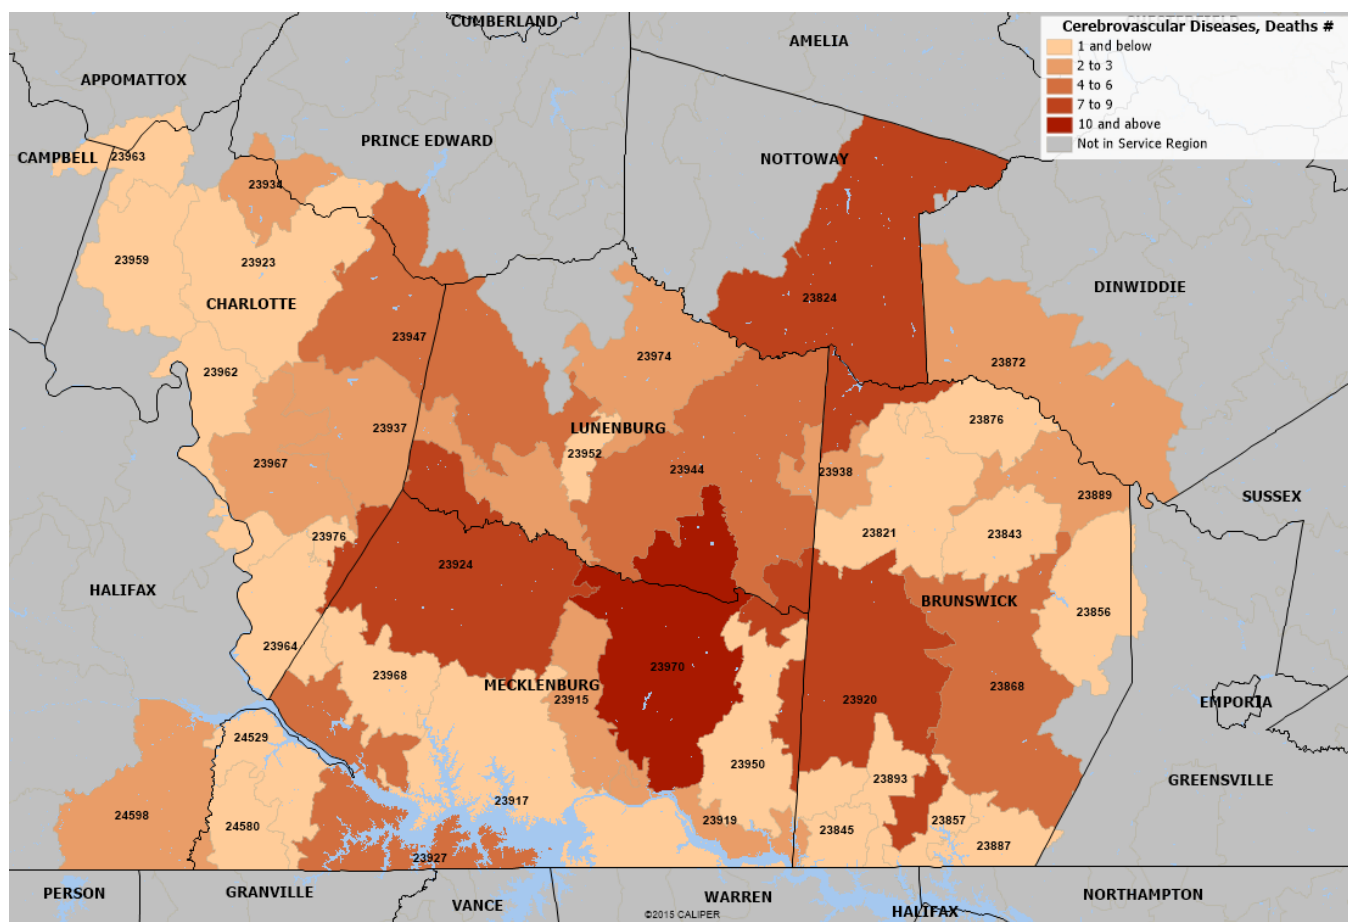 CUMBERLAND
Cerebrovascular Diseases, Deaths #
1 and below
2 to 3
4 to 6
7 to 9
10 and above
Not in Service Region
AMELIA
APPOMATTOX
PRINCE EDWARD
CAMPBELL
23963
NOTTOWAY
23934
23959
23923
DINWIDDIE
CHARLOTTE
23824
23947
23974
23872
23962
23876
23937
LUNENBURG
23952
23967
23944
23938
23889
SUSSEX
23976
23821
23843
23924
HALIFAX
BRUNSWICK
23856
23964
23970
23968
MECKLENBURG
23915
23868
23920
EMPORIA
24529
23950
23893
GREENSVILLE
23917
24598
24580
23919
23845
23857
23887
23927
PERSON
GRANVILLE
VANCE
WARREN
NORTHAMPTON
©2015 CALIPER
HALIFAX